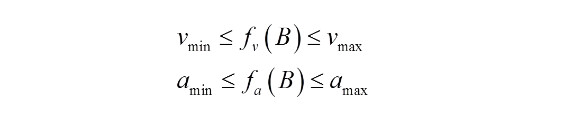 v_min ≤ f_v(B) ≤ v_max
a_min ≤ f_a(B) ≤ a_max